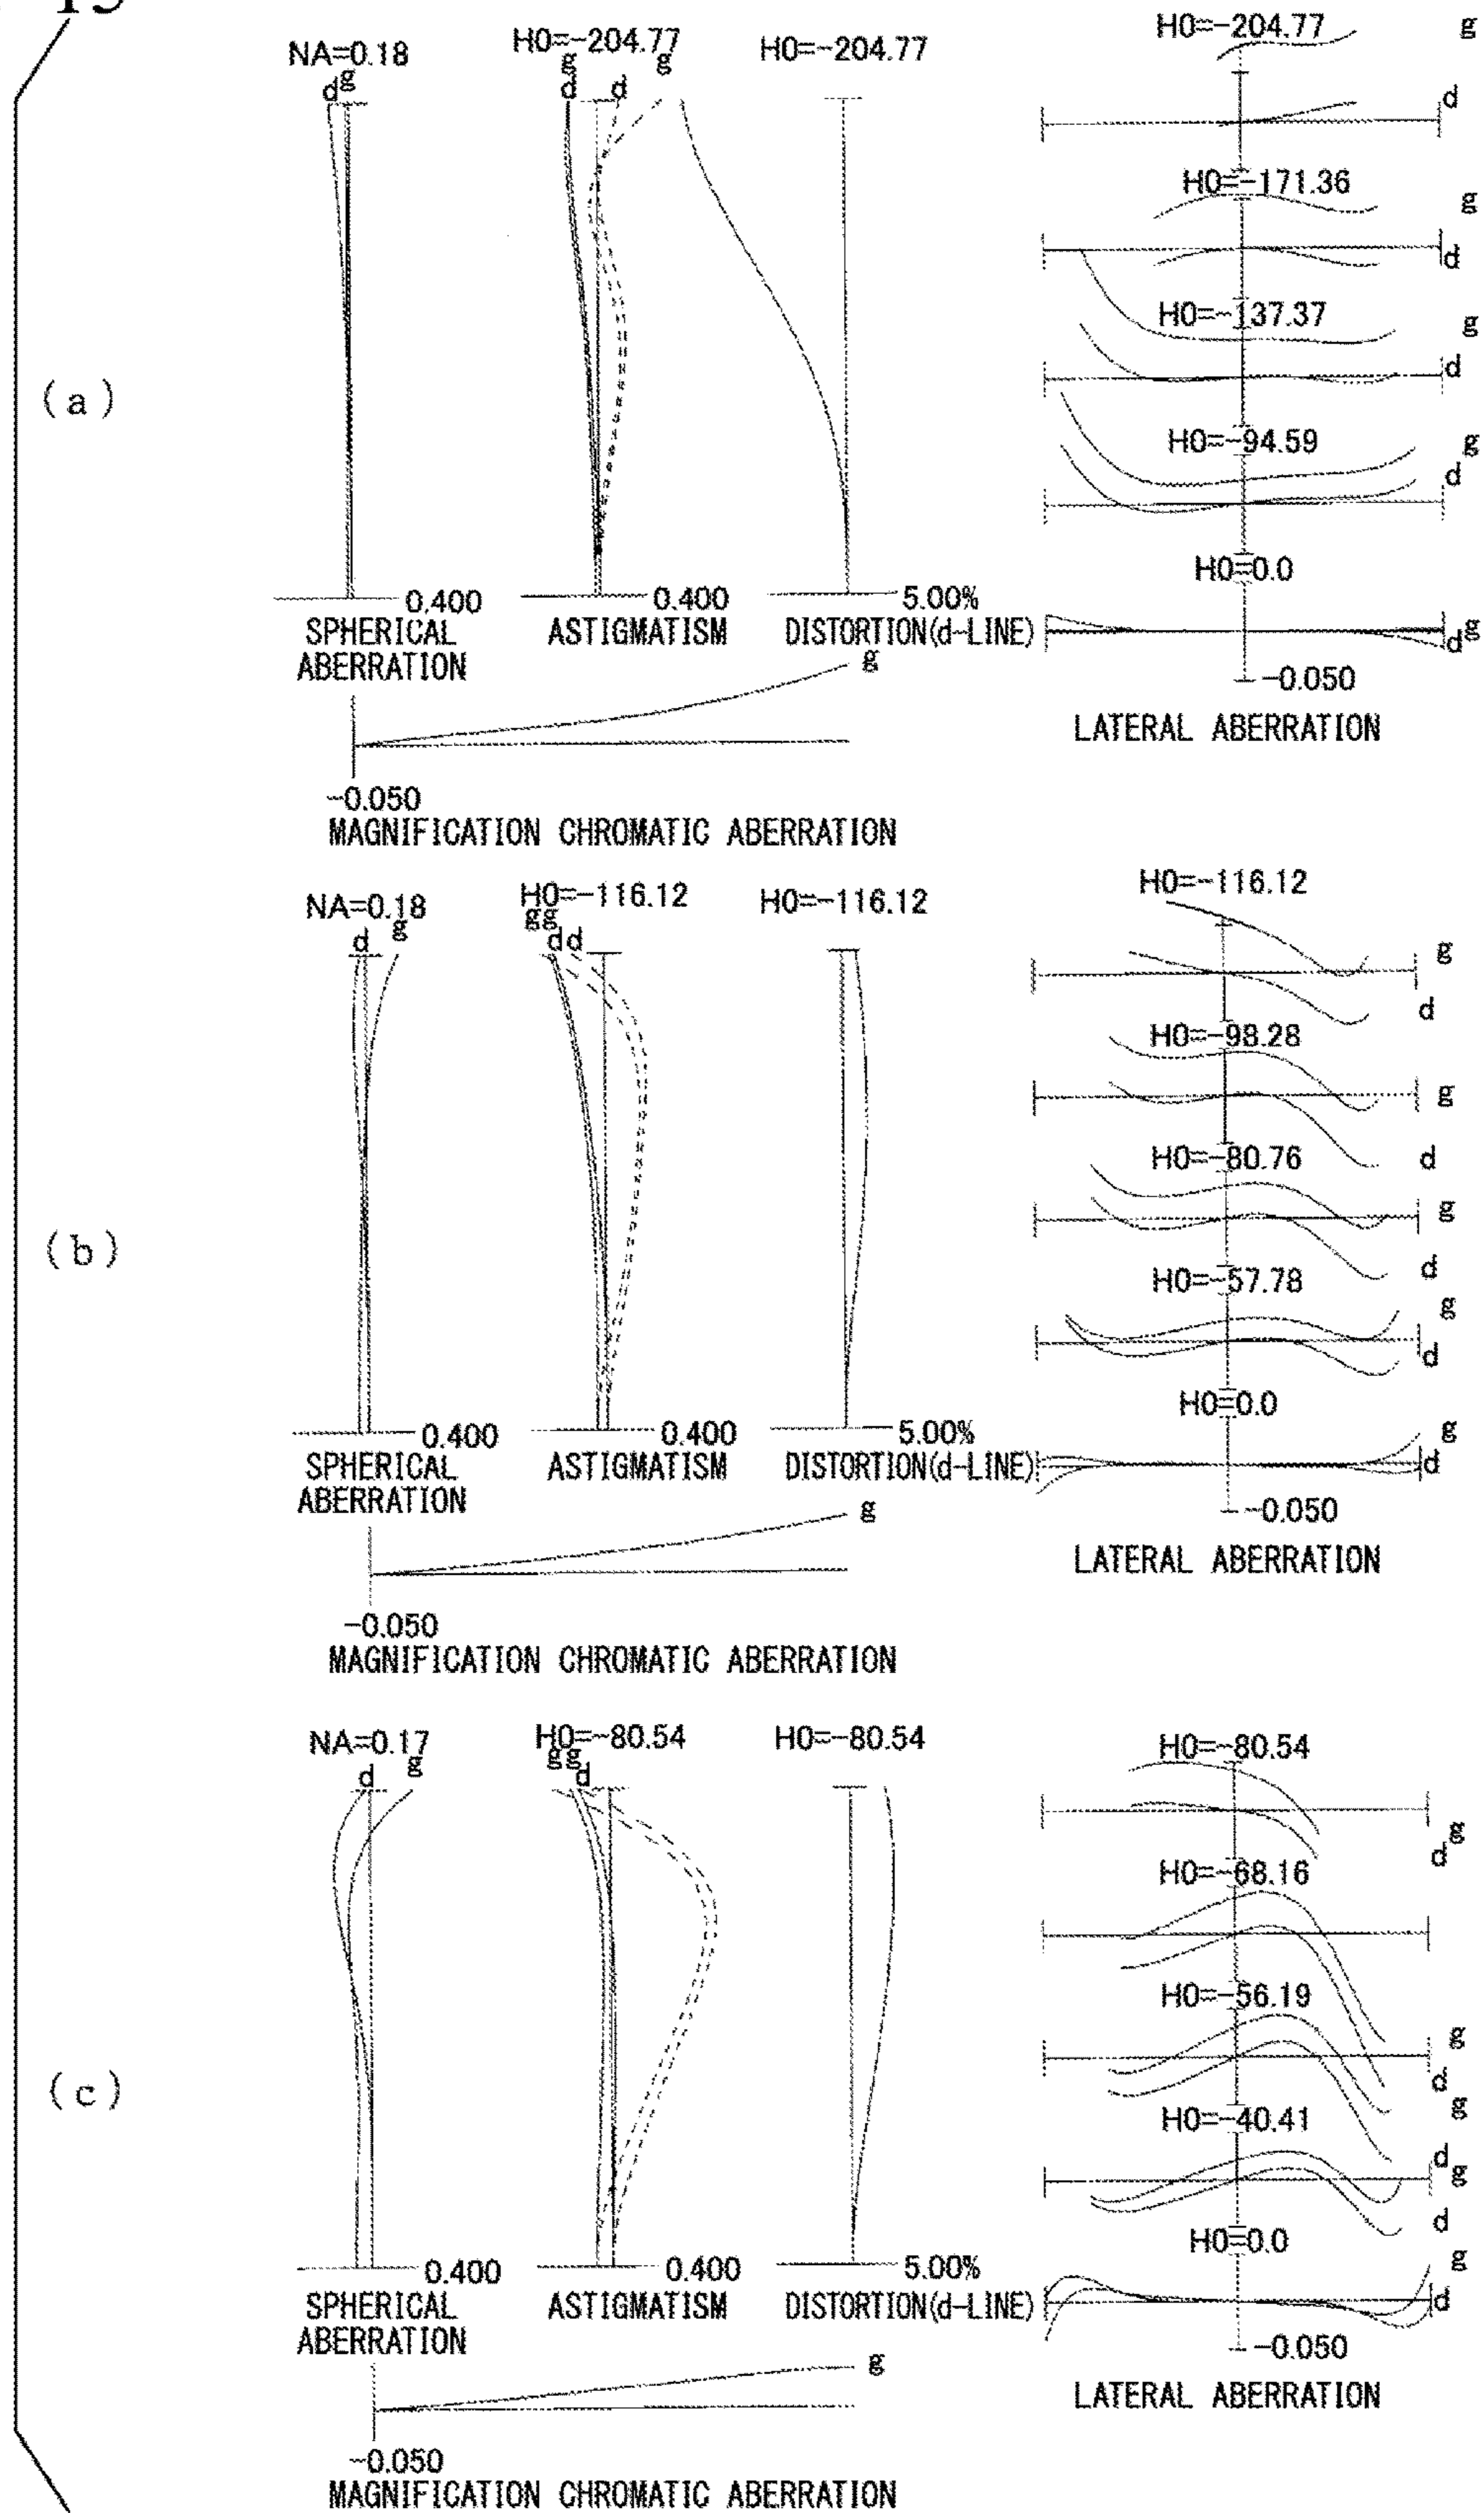 15
(a)
NA=0.18
d g
H0=-204.77
g
d d g
H0=-204.77
0.400
SPHERICAL
ABERRATION
0.400
ASTIGMATISM
5.00%
DISTORTION(d-LINE)
g
-0.050
MAGNIFICATION CHROMATIC ABERRATION
H0=-204.77
g
d
H0=-171.36
g
d
H0=-137.37
g
d
H0=-94.59
g
d
H0=0.0
g
d
-0.050
LATERAL ABERRATION
(b)
NA=0.18
d g
H0=-116.12
gg
dd
H0=-116.12
0.400
SPHERICAL
ABERRATION
0.400
ASTIGMATISM
5.00%
DISTORTION(d-LINE)
g
-0.050
MAGNIFICATION CHROMATIC ABERRATION
H0=-116.12
g
d
H0=-98.28
g
d
H0=-80.76
g
d
H0=-57.78
g
d
H0=0.0
g
d
-0.050
LATERAL ABERRATION
(c)
NA=0.17
d g
H0=-80.54
gg
d
H0=-80.54
0.400
SPHERICAL
ABERRATION
0.400
ASTIGMATISM
5.00%
DISTORTION(d-LINE)
g
-0.050
MAGNIFICATION CHROMATIC ABERRATION
H0=-80.54
g
d
H0=-68.16
H0=-56.19
g
d
g
H0=-40.41
d
g
d
H0=0.0
g
d
-0.050
LATERAL ABERRATION